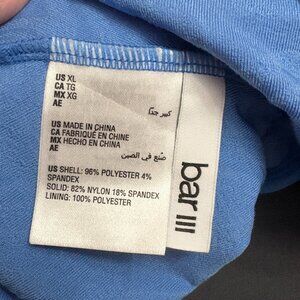 US XL
CA TG
MX XG
AE كبير جدًا
US MADE IN CHINA
CA FABRIQUÉ EN CHINE
MX HECHO EN CHINA
AE صنع في الصين
US SHELL: 96% POLYESTER 4%
SPANDEX
SOLID: 82% NYLON 18% SPANDEX
LINING: 100% POLYESTER
bar III